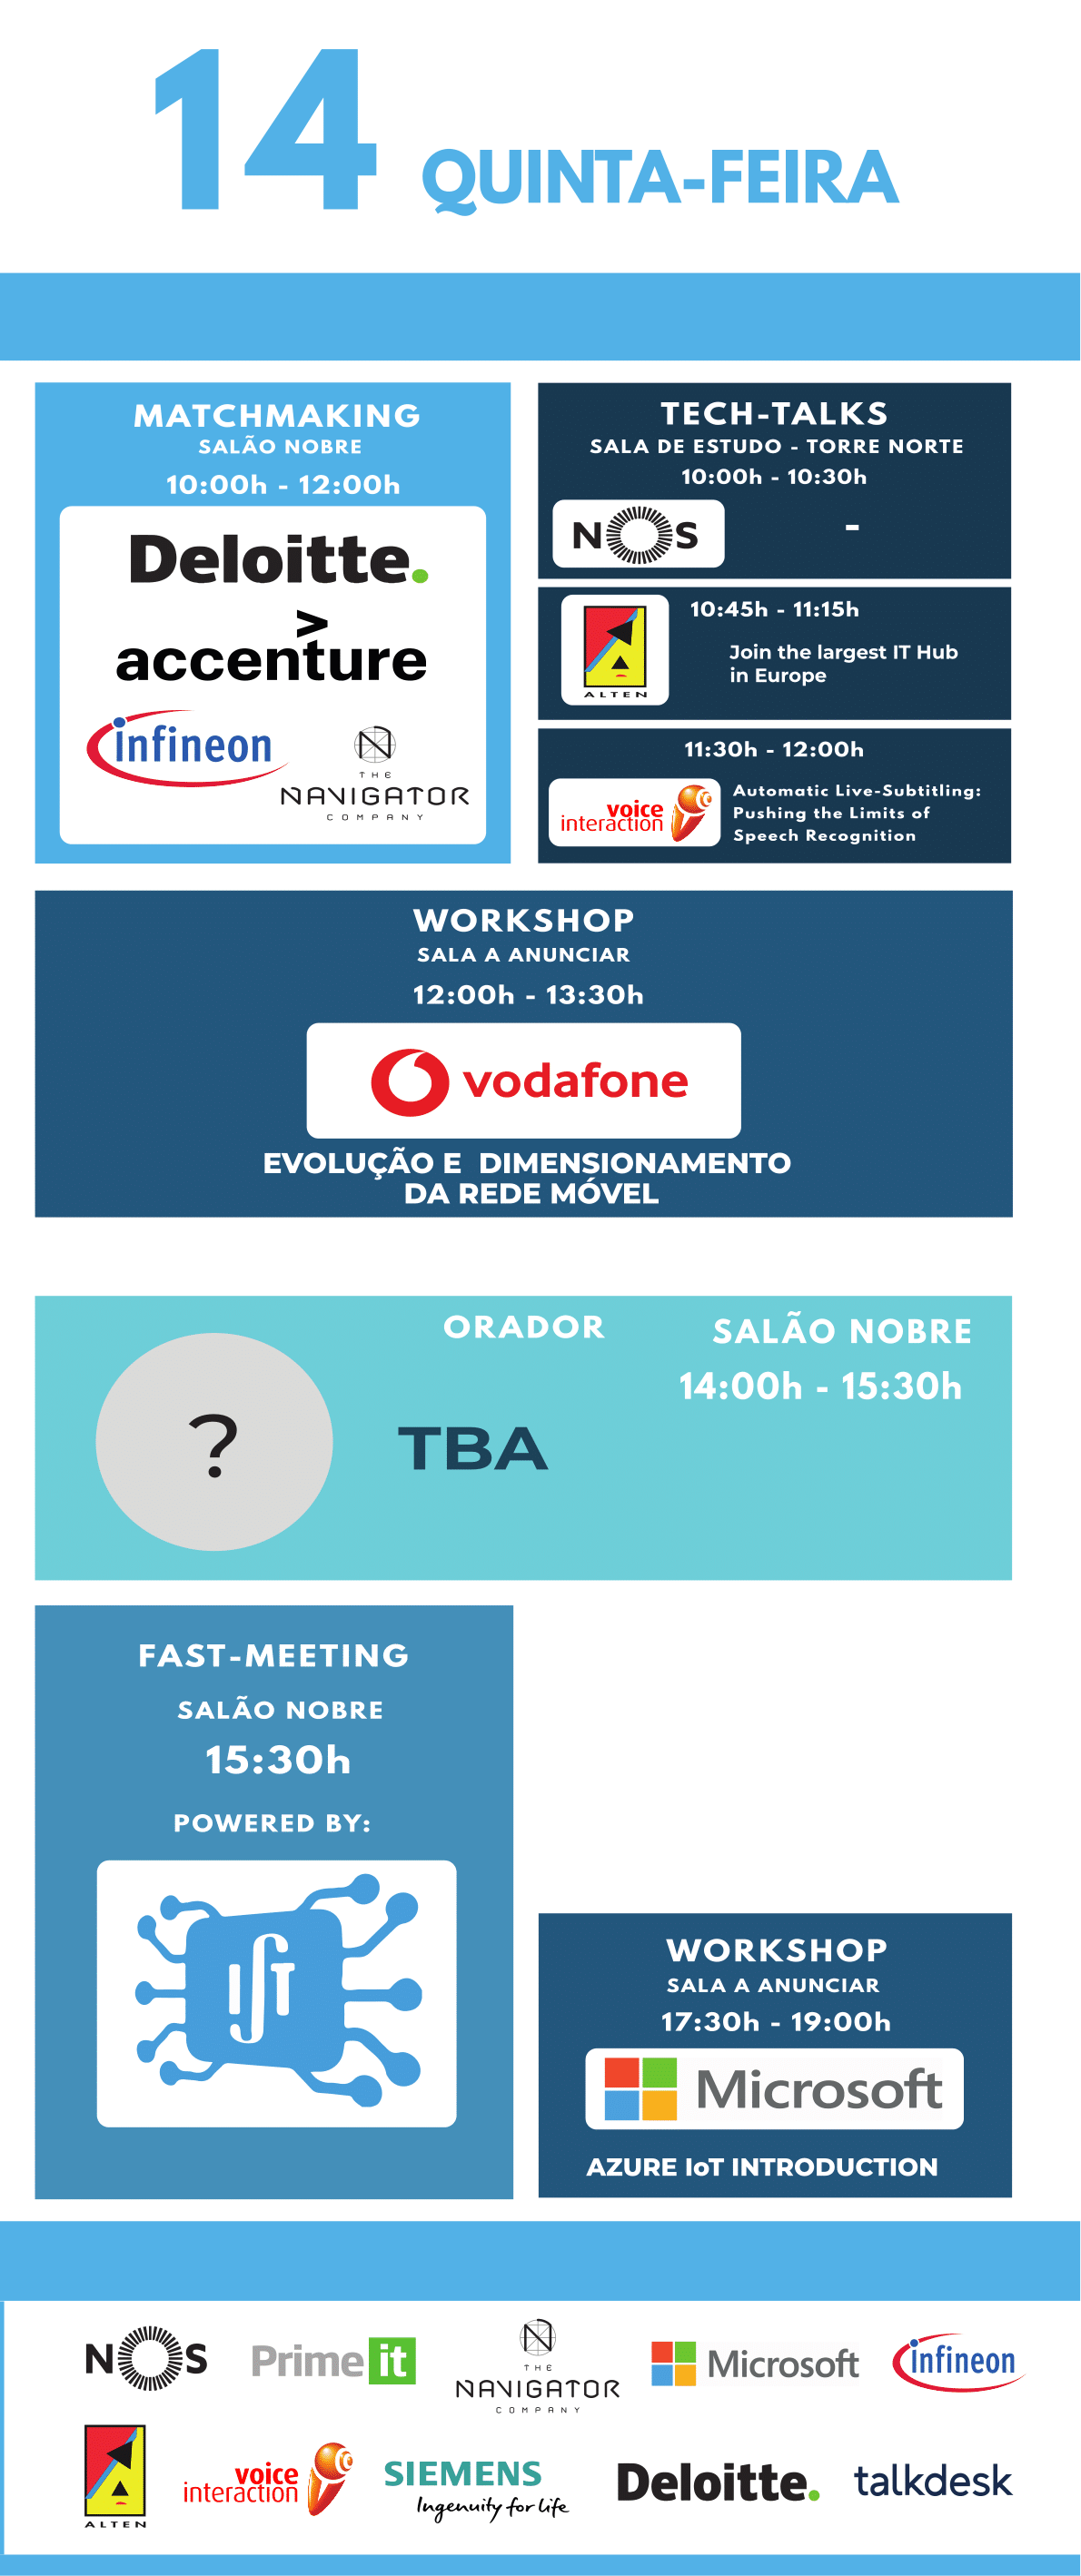 14 QUINTA-FEIRA
MATCHMAKING
SALÃO NOBRE
10:00h - 12:00h
Deloitte.
>
accenture
infineon
N
THE
NAVIGATOR
COMPANY
TECH-TALKS
SALA DE ESTUDO - TORRE NORTE
10:00h - 10:30h
NOS
-
10:45h - 11:15h
Join the largest IT Hub
in Europe
ALTEN
11:30h - 12:00h
voice
interaction
Automatic Live-Subtitling:
Pushing the Limits of
Speech Recognition
WORKSHOP
SALA A ANUNCIAR
12:00h - 13:30h
vodafone
EVOLUÇÃO E DIMENSIONAMENTO
DA REDE MÓVEL
ORADOR
SALÃO NOBRE
14:00h - 15:30h
?
TBA
FAST-MEETING
SALÃO NOBRE
15:30h
POWERED BY:
IST
WORKSHOP
SALA A ANUNCIAR
17:30h - 19:00h
Microsoft
AZURE IoT INTRODUCTION
NOS
Prime it
N
THE
NAVIGATOR
COMPANY
Microsoft
infineon
ALTEN
voice
interaction
SIEMENS
Ingenuity for life
Deloitte.
talkdesk